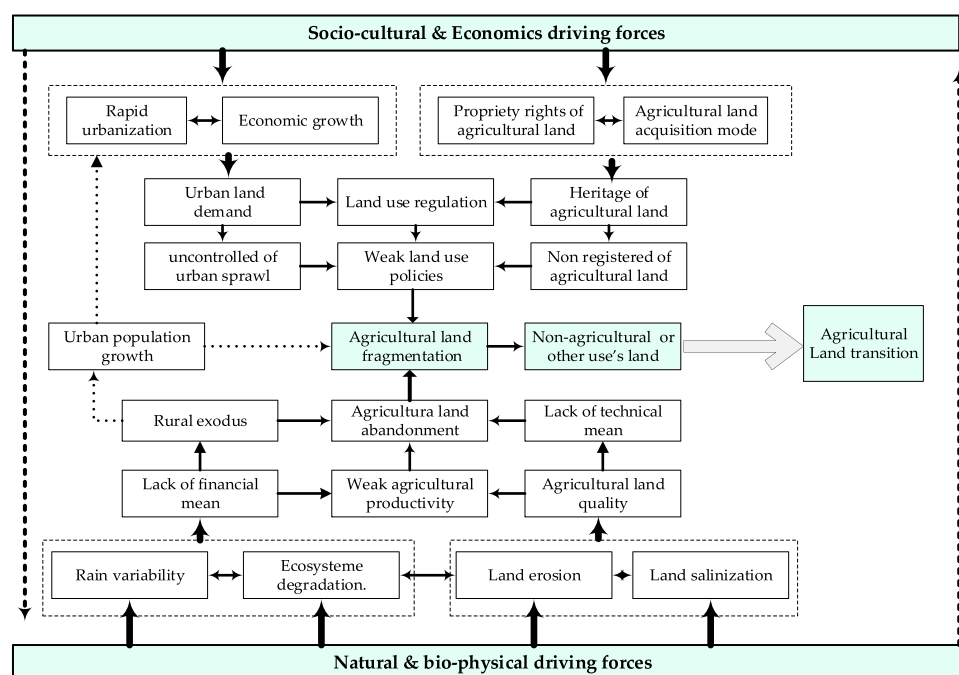 Socio-cultural & Economics driving forces
Rapid
urbanization
Economic growth
Propriety rights of
agricultural land
Agricultural land
acquisition mode
Urban land
demand
Land use regulation
Heritage of
agricultural land
uncontrolled of
urban sprawl
Weak land use
policies
Non registered of
agricultural land
Urban population
growth
Agricultural land
fragmentation
Non-agricultural or
other use's land
Agricultural
Land transition
Rural exodus
Agricultura land
abandonment
Lack of technical
mean
Lack of financial
mean
Weak agricultural
productivity
Agricultural land
quality
Rain variability
Ecosysteme
degradation.
Land erosion
Land salinization
Natural & bio-physical driving forces